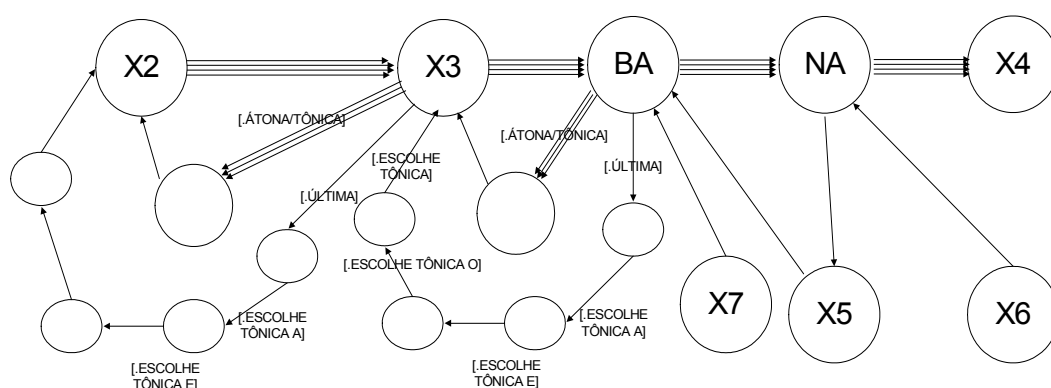 X2
X3
BA
NA
X4
[.ÁTONA/TÔNICA]
[.ESCOLHE
TÔNICA]
[.ÁTONA/TÔNICA]
[.ÚLTIMA]
[.ÚLTIMA]
[.ESCOLHE TÔNICA O]
X7
X5
X6
[.ESCOLHE
TÔNICA A]
[.ESCOLHE
TÔNICA A]
[.ESCOLHE
TÔNICA E]
[.ESCOLHE
TÔNICA E]